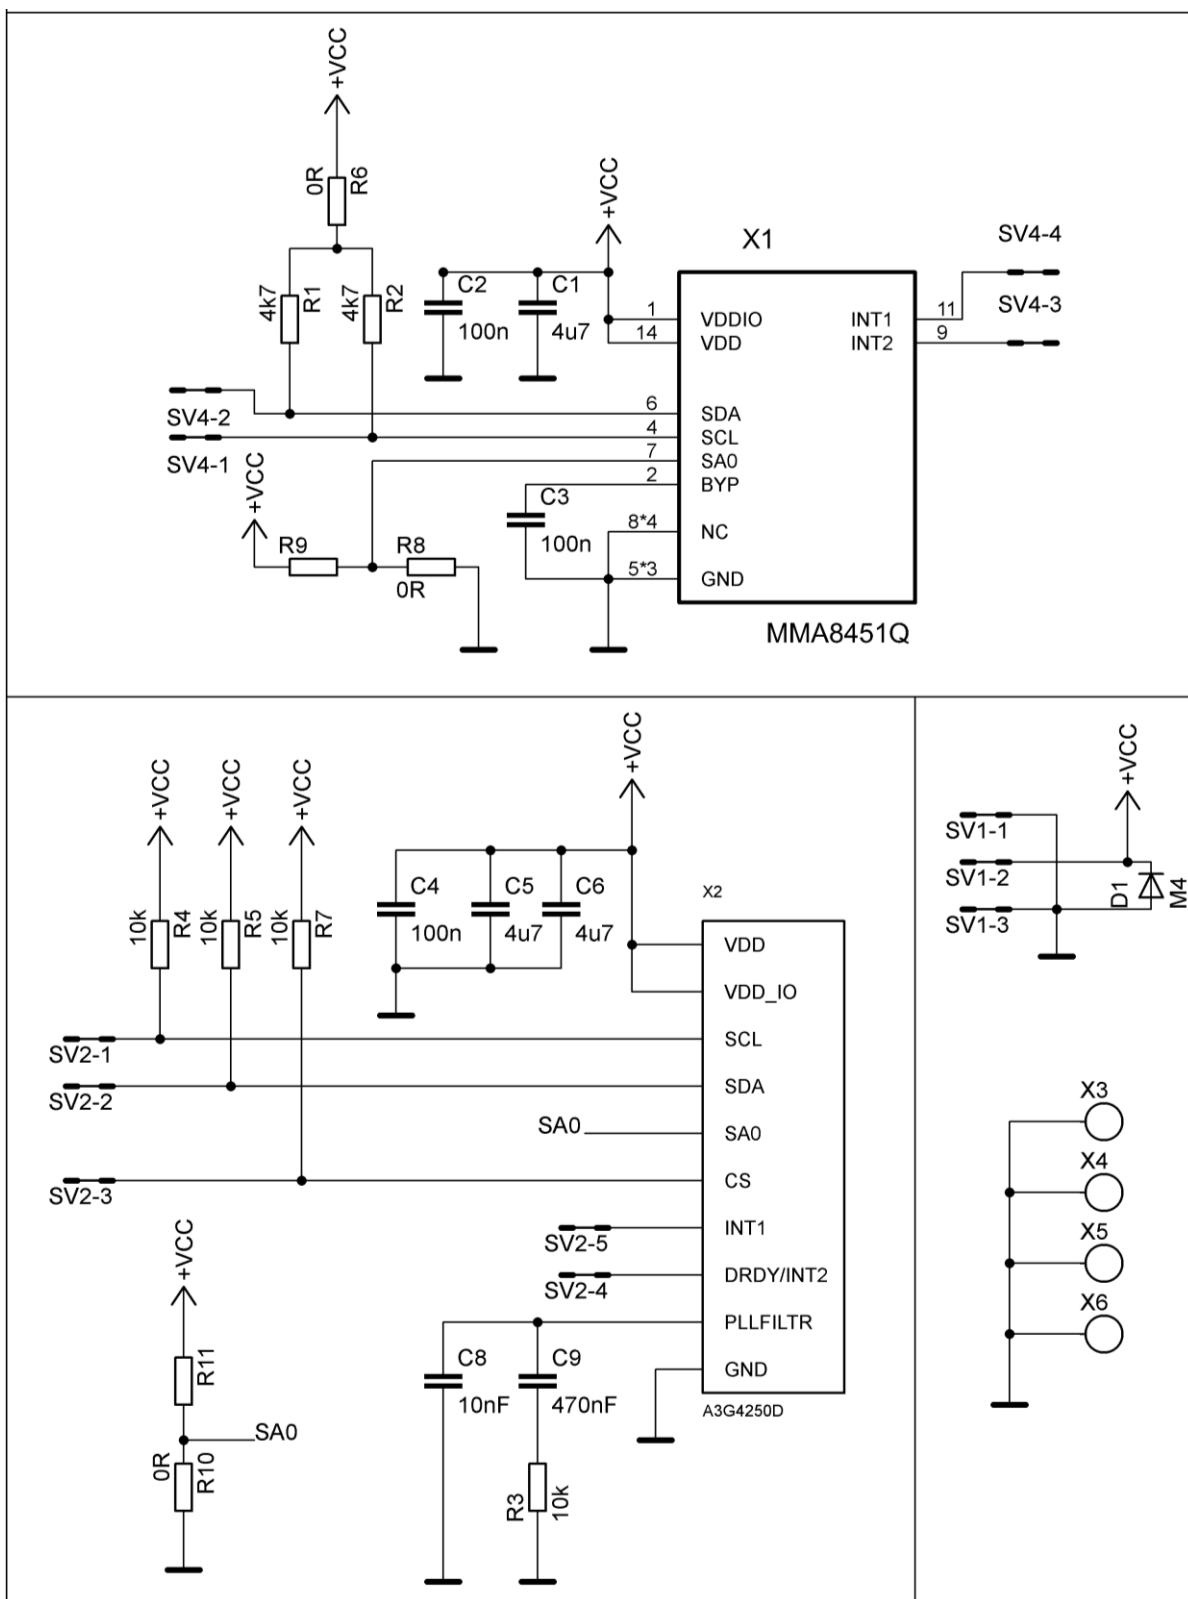 +VCC
0R
R6
4k7
R1
4k7
R2
+VCC
C2
100n
C1
4u7
X1
1
VDDIO
14
VDD
6
SDA
4
SCL
7
SA0
2
BYP
8*4
NC
5*3
GND
INT1
11
INT2
9
SV4-4
SV4-3
SV4-2
SV4-1
+VCC
R9
R8
0R
C3
100n
MMA8451Q
+VCC
+VCC
+VCC
10k
R4
10k
R5
10k
R7
+VCC
C4
100n
C5
4u7
C6
4u7
X2
VDD
VDD_IO
SCL
SDA
SA0
CS
INT1
DRDY/INT2
PLLFILTR
GND
A3G4250D
SV2-1
SV2-2
SA0
SV2-3
SV2-5
SV2-4
+VCC
R11
SA0
0R
R10
C8
10nF
C9
470nF
R3
10k
+VCC
SV1-1
SV1-2
SV1-3
D1
M4
X3
X4
X5
X6